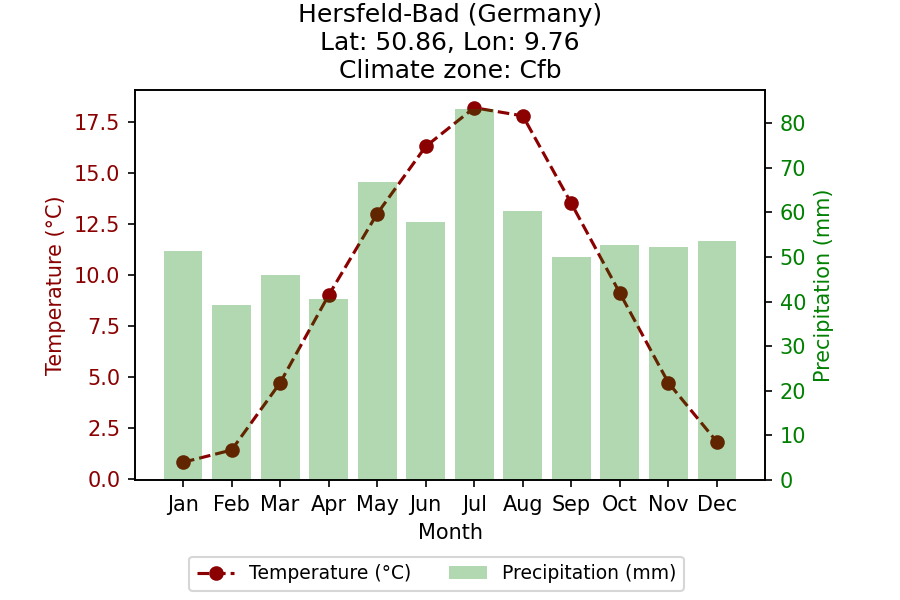 Hersfeld-Bad (Germany)
Lat: 50.86, Lon: 9.76
Climate zone: Cfb
Temperature (°C)
17.5
15.0
12.5
10.0
7.5
5.0
2.5
0.0
80
70
60
50
40
30
20
10
0
Precipitation (mm)
Jan Feb Mar Apr May Jun Jul Aug Sep Oct Nov Dec
Month
Temperature (°C) Precipitation (mm)